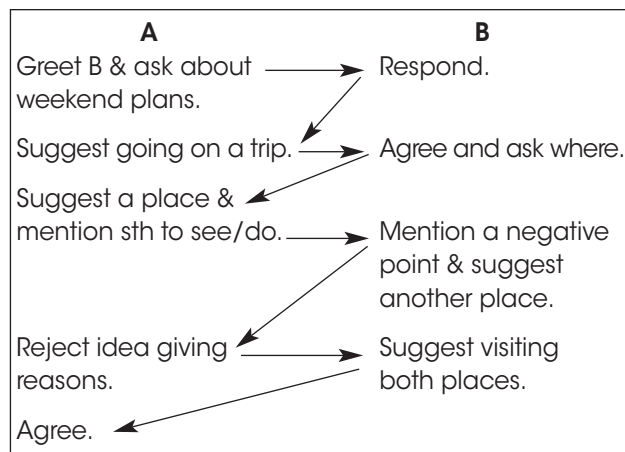 A
B
Greet B & ask about
weekend plans.
Respond.
Suggest going on a trip.
Agree and ask where.
Suggest a place &
mention sth to see/do.
Mention a negative
point & suggest
another place.
Reject idea giving
reasons.
Suggest visiting
both places.
Agree.